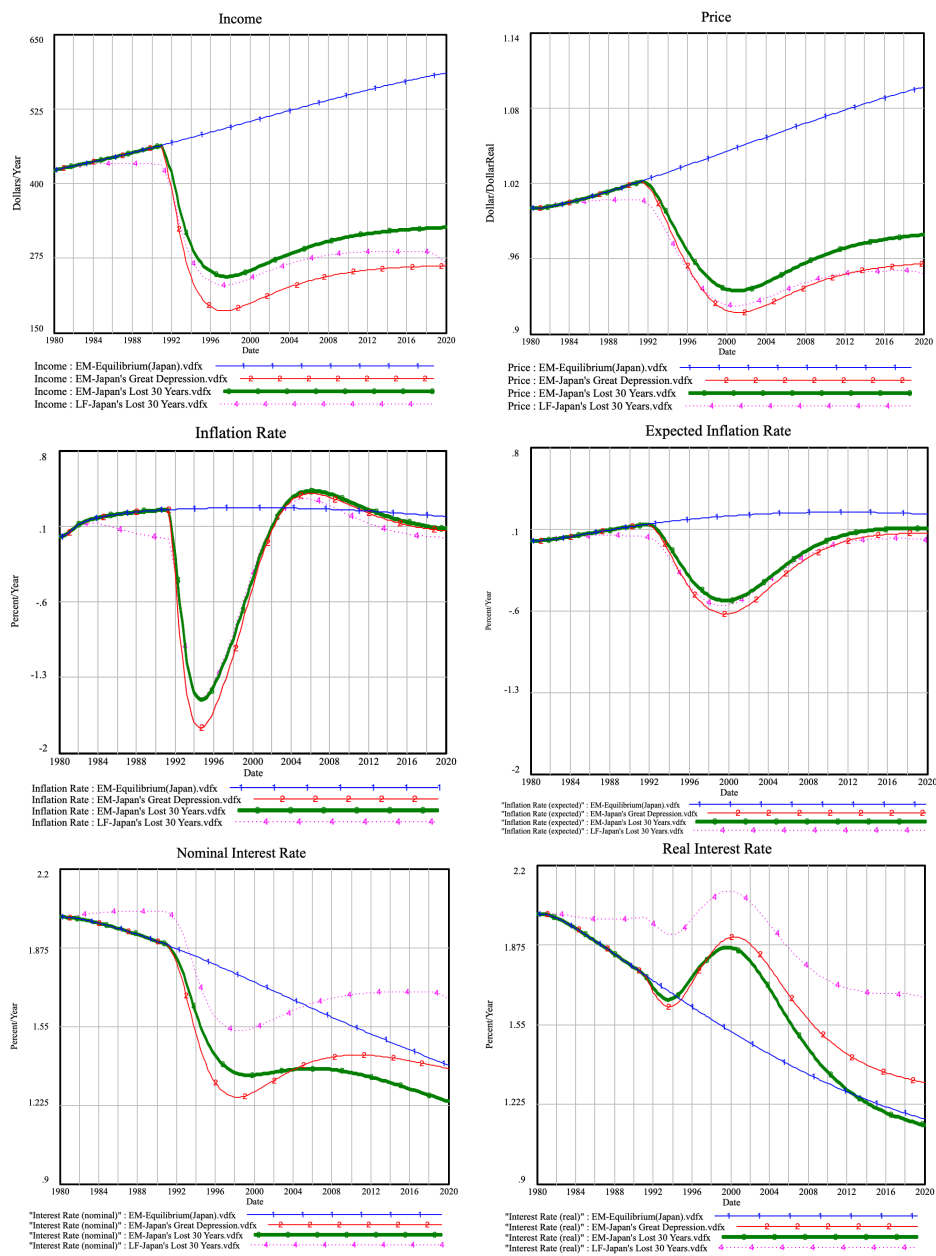 Income
650
525
400
275
150
Dollars/Year
1980 1984 1988 1992 1996 2000 2004 2008 2012 2016 2020
Date
Income : EM-Equilibrium(Japan).vdfx
Income : EM-Japan's Great Depression.vdfx
Income : EM-Japan's Lost 30 Years.vdfx
Income : LF-Japan's Lost 30 Years.vdfx
Price
1.14
1.08
1.02
.96
.9
Dollar/DollarReal
1980 1984 1988 1992 1996 2000 2004 2008 2012 2016 2020
Date
Price : EM-Equilibrium(Japan).vdfx
Price : EM-Japan's Great Depression.vdfx
Price : EM-Japan's Lost 30 Years.vdfx
Price : LF-Japan's Lost 30 Years.vdfx
Inflation Rate
.8
.1
-.6
-1.3
-2
Percent/Year
1980 1984 1988 1992 1996 2000 2004 2008 2012 2016 2020
Date
Inflation Rate : EM-Equilibrium(Japan).vdfx
Inflation Rate : EM-Japan's Great Depression.vdfx
Inflation Rate : EM-Japan's Lost 30 Years.vdfx
Inflation Rate : LF-Japan's Lost 30 Years.vdfx
Expected Inflation Rate
.8
.1
-.6
-1.3
-2
Percent/Year
1980 1984 1988 1992 1996 2000 2004 2008 2012 2016 2020
Date
"Inflation Rate (expected)" : EM-Equilibrium(Japan).vdfx
"Inflation Rate (expected)" : EM-Japan's Great Depression.vdfx
"Inflation Rate (expected)" : EM-Japan's Lost 30 Years.vdfx
"Inflation Rate (expected)" : LF-Japan's Lost 30 Years.vdfx
Nominal Interest Rate
2.2
1.875
1.55
1.225
.9
Percent/Year
1980 1984 1988 1992 1996 2000 2004 2008 2012 2016 2020
Date
"Interest Rate (nominal)" : EM-Equilibrium(Japan).vdfx
"Interest Rate (nominal)" : EM-Japan's Great Depression.vdfx
"Interest Rate (nominal)" : EM-Japan's Lost 30 Years.vdfx
"Interest Rate (nominal)" : LF-Japan's Lost 30 Years.vdfx
Real Interest Rate
2.2
1.875
1.55
1.225
.9
Percent/Year
1980 1984 1988 1992 1996 2000 2004 2008 2012 2016 2020
Date
"Interest Rate (real)" : EM-Equilibrium(Japan).vdfx
"Interest Rate (real)" : EM-Japan's Great Depression.vdfx
"Interest Rate (real)" : EM-Japan's Lost 30 Years.vdfx
"Interest Rate (real)" : LF-Japan's Lost 30 Years.vdfx